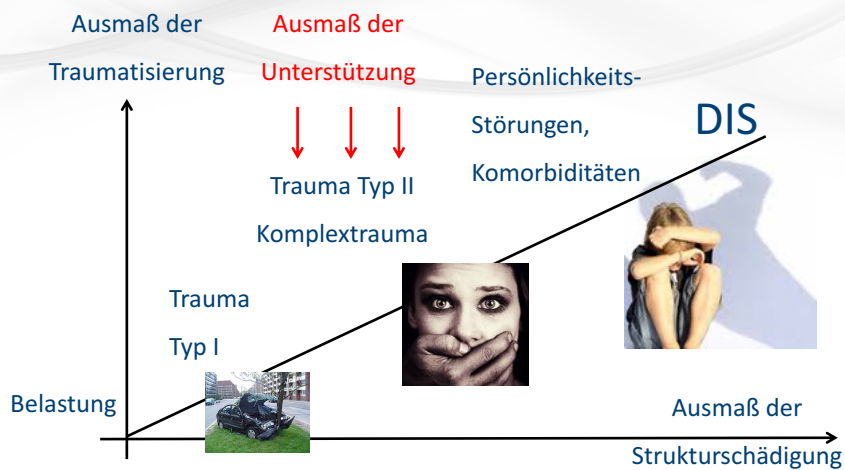 Ausmaß der
Traumatisierung
Ausmaß der
Unterstützung
Persönlichkeits-
Störungen,
Komorbiditäten
DIS
Trauma Typ II
Komplextrauma
Trauma
Typ I
Belastung
Ausmaß der
Strukturschädigung